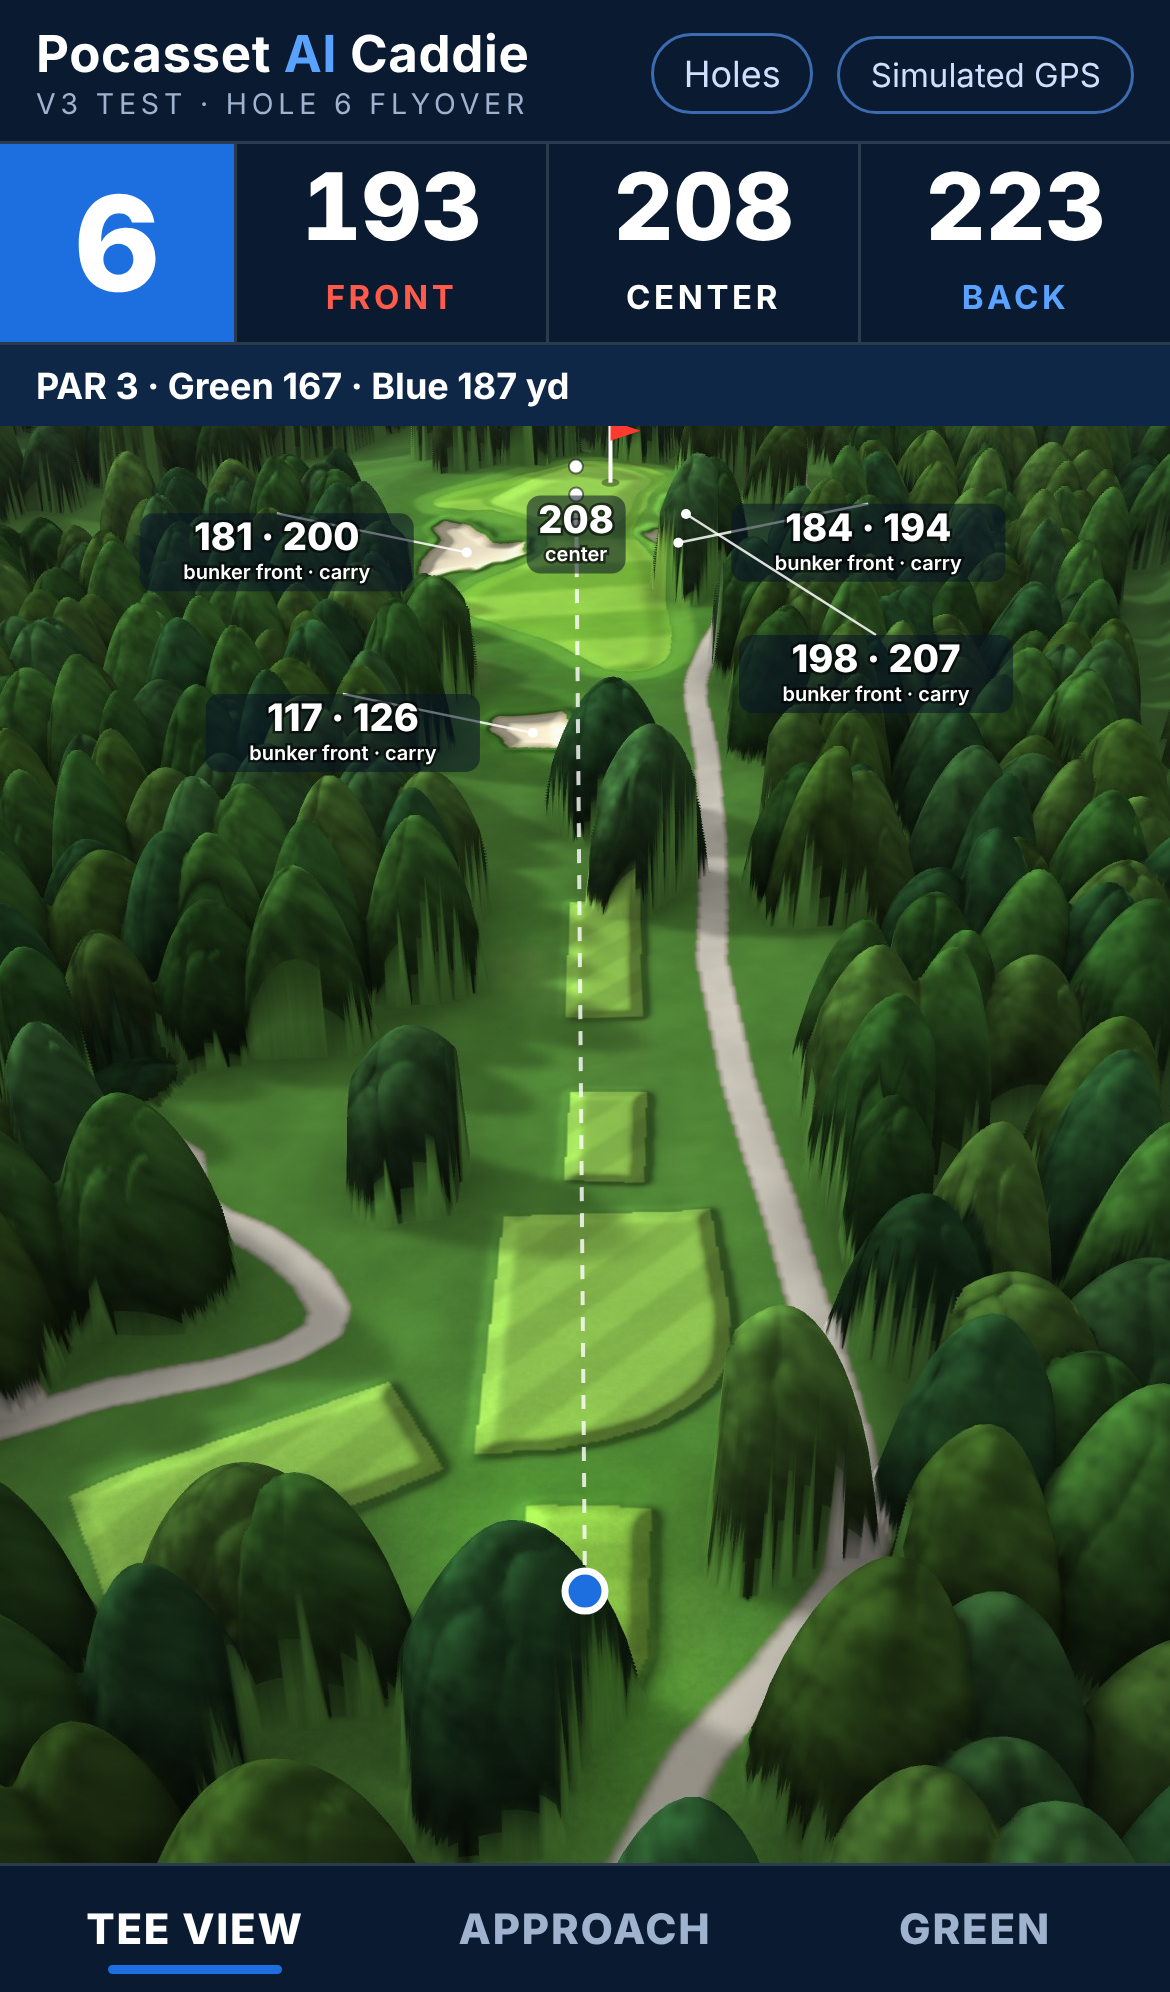 Pocasset AI Caddie
V3 TEST · HOLE 6 FLYOVER
Holes
Simulated GPS
6
193
FRONT
208
CENTER
223
BACK
PAR 3 · Green 167 · Blue 187 yd
208
center
181 · 200
bunker front · carry
184 · 194
bunker front · carry
198 · 207
bunker front · carry
117 · 126
bunker front · carry
TEE VIEW
APPROACH
GREEN